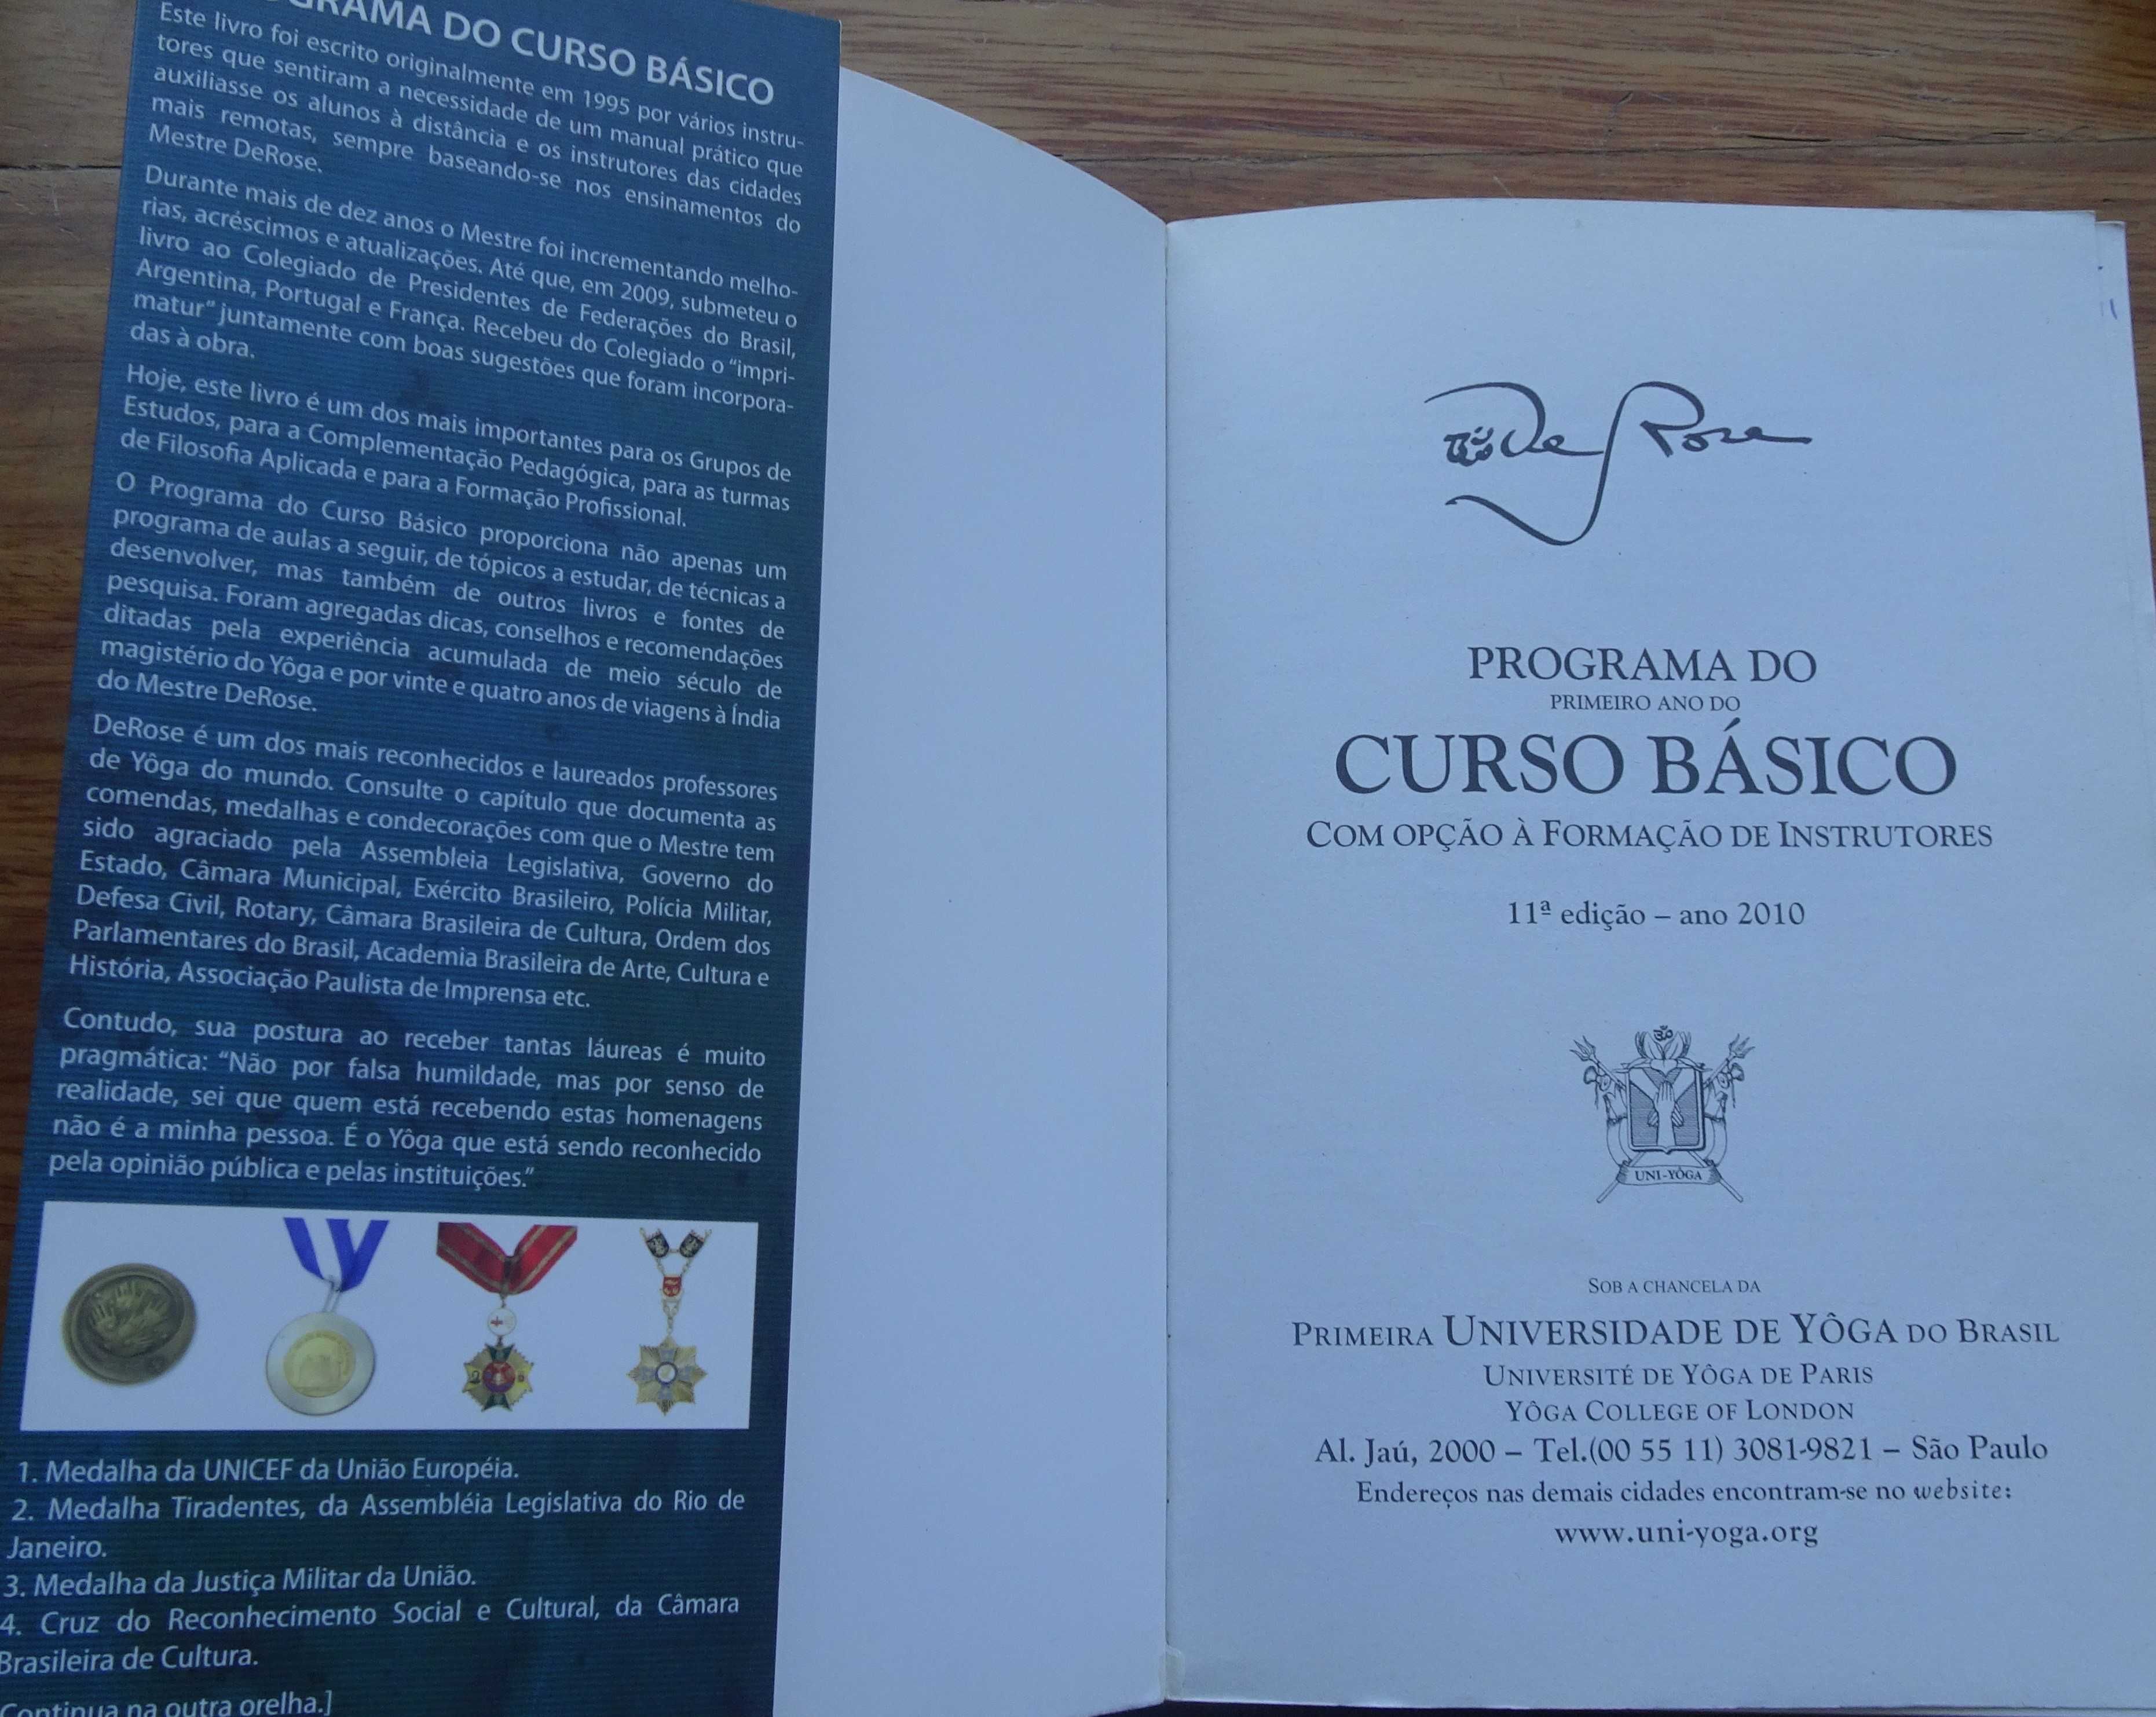 GRAMA DO CURSO BÁSICO
Este livro foi escrito originalmente em 1995 por vários instru-
tores que sentiram a necessidade de um manual prático que
auxiliasse os alunos à distância e os instrutores das cidades
mais remotas, sempre baseando-se nos ensinamentos do
Mestre DeRose.
Durante mais de dez anos o Mestre foi incrementando melho-
rias, acréscimos e atualizações. Até que, em 2009, submeteu o
livro ao Colegiado de Presidentes de Federações do Brasil,
Argentina, Portugal e França. Recebeu do Colegiado o “impri-
matur” juntamente com boas sugestões que foram incorpora-
das à obra.
Hoje, este livro é um dos mais importantes para os Grupos de
Estudos, para a Complementação Pedagógica, para as turmas
de Filosofia Aplicada e para a Formação Profissional.
O Programa do Curso Básico proporciona não apenas um
programa de aulas a seguir, de tópicos a estudar, de técnicas a
desenvolver, mas também de outros livros e fontes de
pesquisa. Foram agregadas dicas, conselhos e recomendações
ditadas pela experiência acumulada de meio século de
magistério do Yôga e por vinte e quatro anos de viagens à Índia
do Mestre DeRose.
DeRose é um dos mais reconhecidos e laureados professores
de Yôga do mundo. Consulte o capítulo que documenta as
comendas, medalhas e condecorações com que o Mestre tem
sido agraciado pela Assembleia Legislativa, Governo do
Estado, Câmara Municipal, Exército Brasileiro, Polícia Militar,
Defesa Civil, Rotary, Câmara Brasileira de Cultura, Ordem dos
Parlamentares do Brasil, Academia Brasileira de Arte, Cultura e
História, Associação Paulista de Imprensa etc.
Contudo, sua postura ao receber tantas láureas é muito
pragmática: “Não por falsa humildade, mas por senso de
realidade, sei que quem está recebendo estas homenagens
não é a minha pessoa. É o Yôga que está sendo reconhecido
pela opinião pública e pelas instituições.”
1. Medalha da UNICEF da União Européia.
2. Medalha Tiradentes, da Assembléia Legislativa do Rio de
Janeiro.
3. Medalha da Justiça Militar da União.
4. Cruz do Reconhecimento Social e Cultural, da Câmara
Brasileira de Cultura.
Continua na outra orelha.]
ॐ DeRose
PROGRAMA DO
PRIMEIRO ANO DO
CURSO BÁSICO
COM OPÇÃO À FORMAÇÃO DE INSTRUTORES
11ª edição – ano 2010
ॐ
UNI-YÔGA
SOB A CHANCELA DA
PRIMEIRA UNIVERSIDADE DE YÔGA DO BRASIL
UNIVERSITÉ DE YÔGA DE PARIS
YÔGA COLLEGE OF LONDON
Al. Jaú, 2000 – Tel.(00 55 11) 3081-9821 – São Paulo
Endereços nas demais cidades encontram-se no website:
www.uni-yoga.org